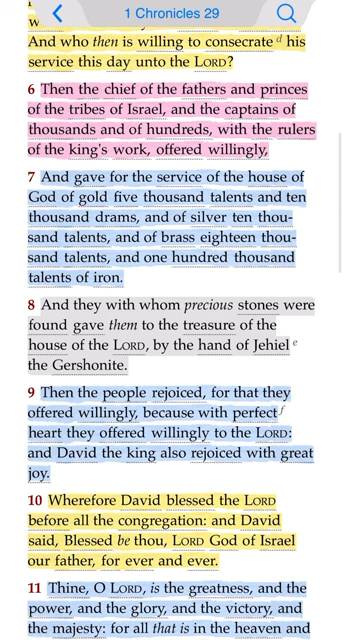 1 Chronicles 29
And who then is willing to consecrate d his
service this day unto the LORD?
6 Then the chief of the fathers and princes
of the tribes of Israel, and the captains of
thousands and of hundreds, with the rulers
of the king's work, offered willingly,
7 And gave for the service of the house of
God of gold five thousand talents and ten
thousand drams, and of silver ten thou-
sand talents, and of brass eighteen thou-
sand talents, and one hundred thousand
talents of iron.
8 And they with whom precious stones were
found gave them to the treasure of the
house of the LORD, by the hand of Jehiel e
the Gershonite.
9 Then the people rejoiced, for that they
offered willingly, because with perfect f
heart they offered willingly to the LORD:
and David the king also rejoiced with great
joy.
10 Wherefore David blessed the LORD
before all the congregation: and David
said, Blessed be thou, LORD God of Israel
our father, for ever and ever.
11 Thine, O LORD, is the greatness, and the
power, and the glory, and the victory, and
the majesty: for all that is in the heaven and